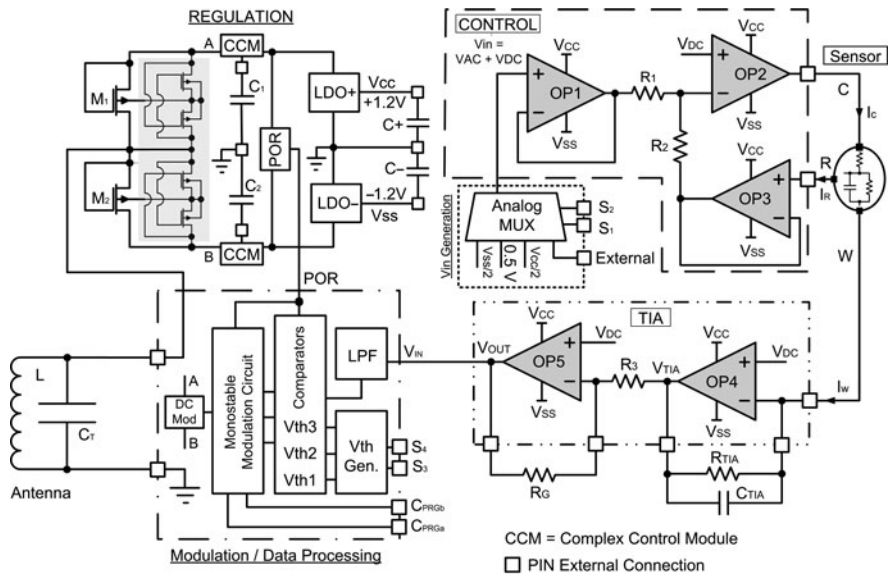 REGULATION
A
CCM
M1
C1
LDO+
VCC
+1.2V
C+
POR
C−
M2
C2
LDO−
−1.2V
VSS
B
CCM
POR
CONTROL
Vin =
VAC + VDC
VCC
+
OP1
−
VSS
R1
R2
VDC
VCC
+
OP2
−
VSS
Sensor
C
IC
VCC
+
OP3
−
VSS
R
IR
W
Vin Generation
Analog
MUX
S2
S1
External
Vss/2
0.5 V
Vcc/2
Antenna
L
CT
A
DC
Mod
B
Monostable
Modulation Circuit
Comparators
Vth3
Vth2
Vth1
LPF
VIN
Vth
Gen.
S4
S3
CPRGb
CPRGa
Modulation / Data Processing
TIA
VOUT
VCC
VDC
+
OP5
−
VSS
R3
VTIA
VCC
VDC
+
OP4
−
VSS
IW
RG
RTIA
CTIA
CCM = Complex Control Module
PIN External Connection